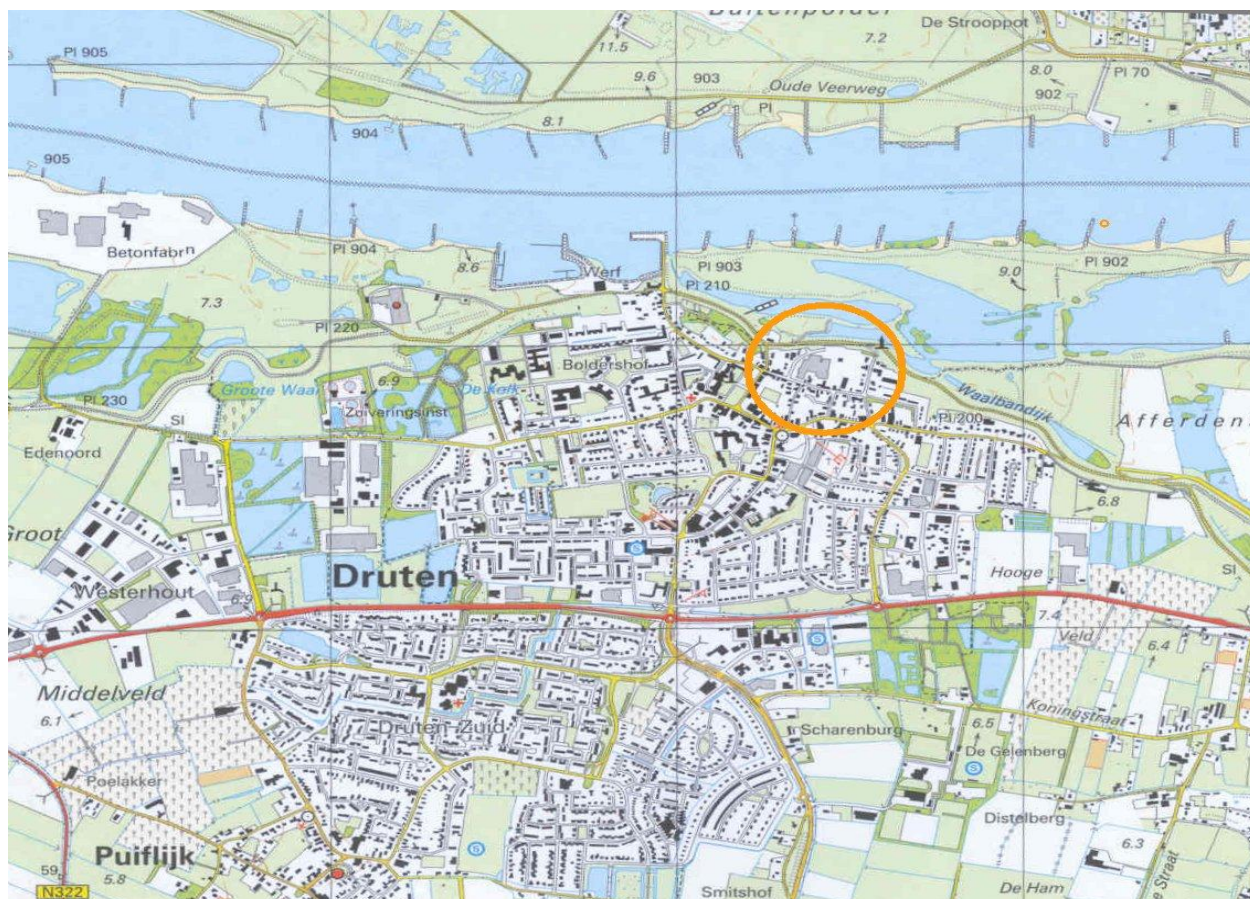 Buitenpolder
De Strooppot
Pl 905
11.5
7.2
9.6
903
8.0
Pl 70
Oude Veerweg
902
Pl
8.1
904
905
Betonfabrn
Pl 904
8.6
Werf
Pl 903
Pl 210
9.0
Pl 902
7.3
Pl 220
Boldershof
Groote Waai
6.9
De Kolk
Zuiveringsinst.
Pl 230
Sl
Waalbandijk
Pl 200
Afferden
Edenoord
6.8
Groot
S
Druten
Hooge
Sl
Westerhout
6.9
7.4
Veld
S
6.4
Middelveld
6.1
Koningstraat
Druten-Zuid
Scharenburg
6.5
De Gelenberg
S
Poelakker
Distelberg
6.3
Puiflijk
S
59
5.8
N322
Smitshof
De Ham
e Straat